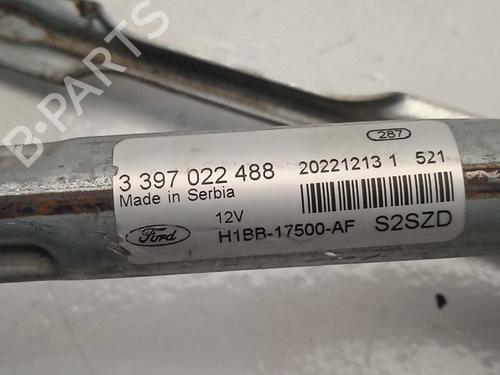 B-PARTS
287
3 397 022 488
20221213 1 521
Made in Serbia
Ford
12V
H1BB-17500-AF
S2SZD